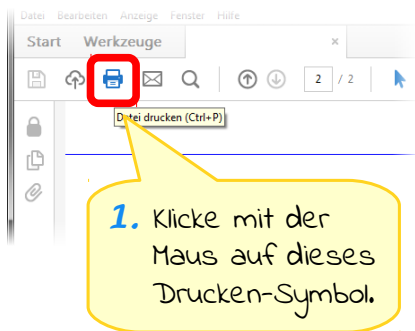 Datei Bearbeiten Anzeige Fenster Hilfe
Start Werkzeuge ×
2 / 2
Datei drucken (Ctrl+P)
1. Klicke mit der
Maus auf dieses
Drucken-Symbol.